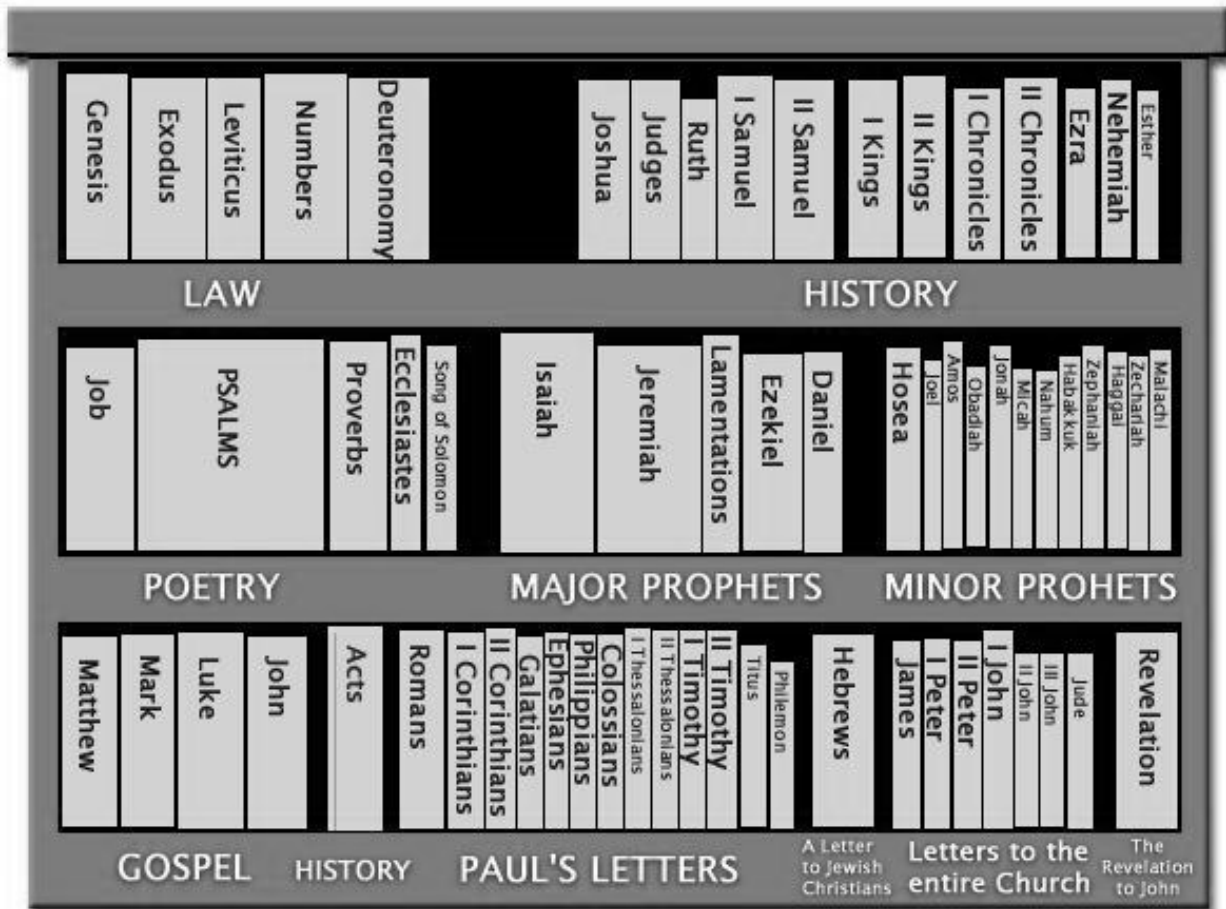 Genesis
Exodus
Leviticus
Numbers
Deuteronomy
Joshua
Judges
Ruth
I Samuel
II Samuel
I Kings
II Kings
I Chronicles
II Chronicles
Ezra
Nehemiah
Esther
LAW
HISTORY
Job
PSALMS
Proverbs
Ecclesiastes
Song of Solomon
Isaiah
Jeremiah
Lamentations
Ezekiel
Daniel
Hosea
Joel
Amos
Obadiah
Jonah
Micah
Nahum
Habakkuk
Zephaniah
Haggai
Zechariah
Malachi
POETRY
MAJOR PROPHETS
MINOR PROHETS
Matthew
Mark
Luke
John
Acts
Romans
I Corinthians
II Corinthians
Galatians
Ephesians
Philippians
Colossians
I Thessalonians
II Thessalonians
I Timothy
II Timothy
Titus
Philemon
Hebrews
James
I Peter
II Peter
I John
II John
III John
Jude
Revelation
GOSPEL
HISTORY
PAUL'S LETTERS
A Letter
to Jewish
Christians
Letters to the
entire Church
The
Revelation
to John